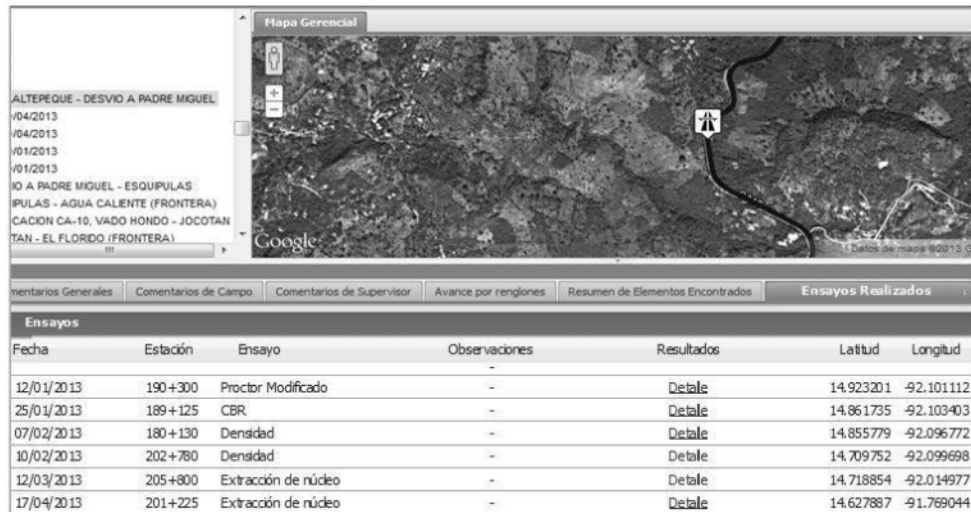 Mapa Gerencial
ALTEPEQUE - DESVIO A PADRE MIGUEL
/04/2013
/04/2013
/01/2013
/01/2013
IO A PADRE MIGUEL - ESQUIPULAS
IPULAS - AGUA CALIENTE (FRONTERA)
CACION CA-10, VADO HONDO - JOCOTAN
TAN - EL FLORIDO (FRONTERA)
Google
Datos de mapa ©2013 G
mentarios Generales Comentarios de Campo Comentarios de Supervisor Avance por renglones Resumen de Elementos Encontrados Ensayos Realizados
Ensayos
Fecha Estación Ensayo Observaciones Resultados Latitud Longitud
-
12/01/2013 190+300 Proctor Modificado - Detalle 14.923201 -92.101112
25/01/2013 189+125 CBR - Detalle 14.861735 -92.103403
07/02/2013 180+130 Densidad - Detalle 14.855779 -92.096772
10/02/2013 202+780 Densidad - Detalle 14.709752 -92.099698
12/03/2013 205+800 Extracción de núcleo - Detalle 14.718854 -92.014977
17/04/2013 201+225 Extracción de núcleo - Detalle 14.627887 -91.769044